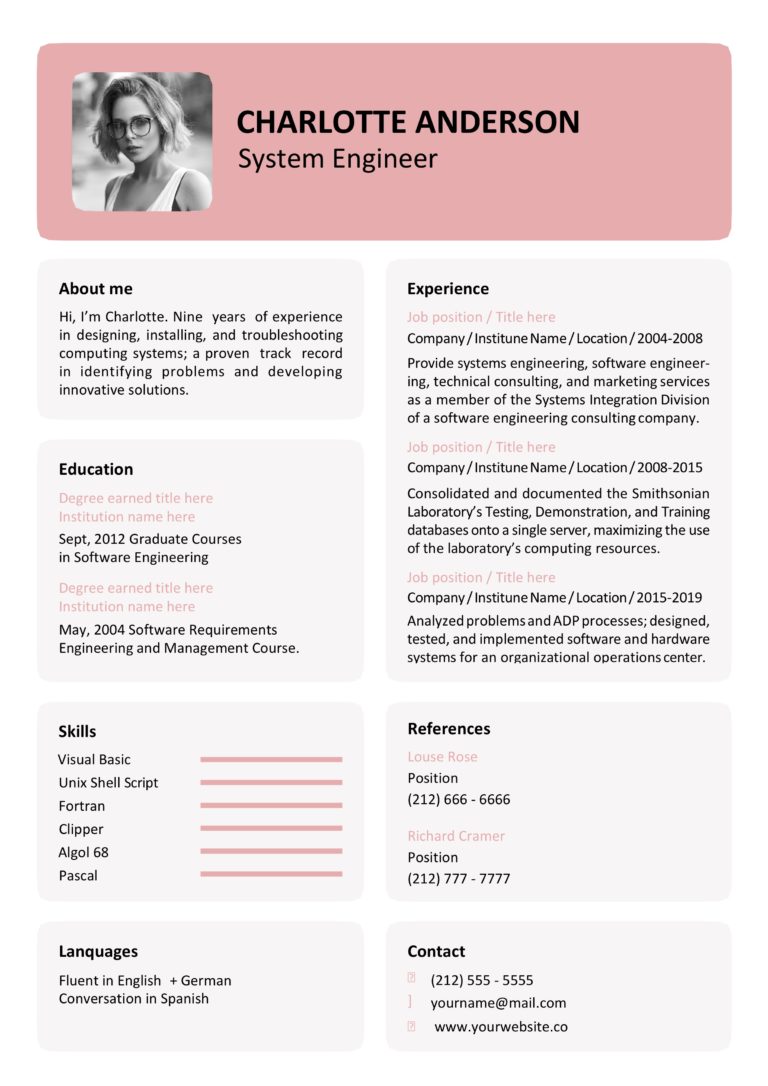 CHARLOTTE ANDERSON
System Engineer
About me
Hi, I'm Charlotte. Nine years of experience
in designing, installing, and troubleshooting
computing systems; a proven track record
in identifying problems and developing
innovative solutions.
Education
Degree earned title here
Institution name here
Sept, 2012 Graduate Courses
in Software Engineering
Degree earned title here
Institution name here
May, 2004 Software Requirements
Engineering and Management Course.
Skills
Visual Basic
Unix Shell Script
Fortran
Clipper
Algol 68
Pascal
Lanquages
Fluent in English + German
Conversation in Spanish
Experience
Job position / Title here
Company / Institune Name / Location / 2004-2008
Provide systems engineering, software engineer-
ing, technical consulting, and marketing services
as a member of the Systems Integration Division
of a software engineering consulting company.
Job position / Title here
Company / Institune Name / Location / 2008-2015
Consolidated and documented the Smithsonian
Laboratory's Testing, Demonstration, and Training
databases onto a single server, maximizing the use
of the laboratory's computing resources.
Job position / Title here
Company / Institune Name / Location / 2015-2019
Analyzed problems and ADP processes; designed,
tested, and implemented software and hardware
systems for an organizational operations center.
References
Louse Rose
Position
(212) 666 - 6666
Richard Cramer
Position
(212) 777 - 7777
Contact
(212) 555 - 5555
] yourname@mail.com
www.yourwebsite.co